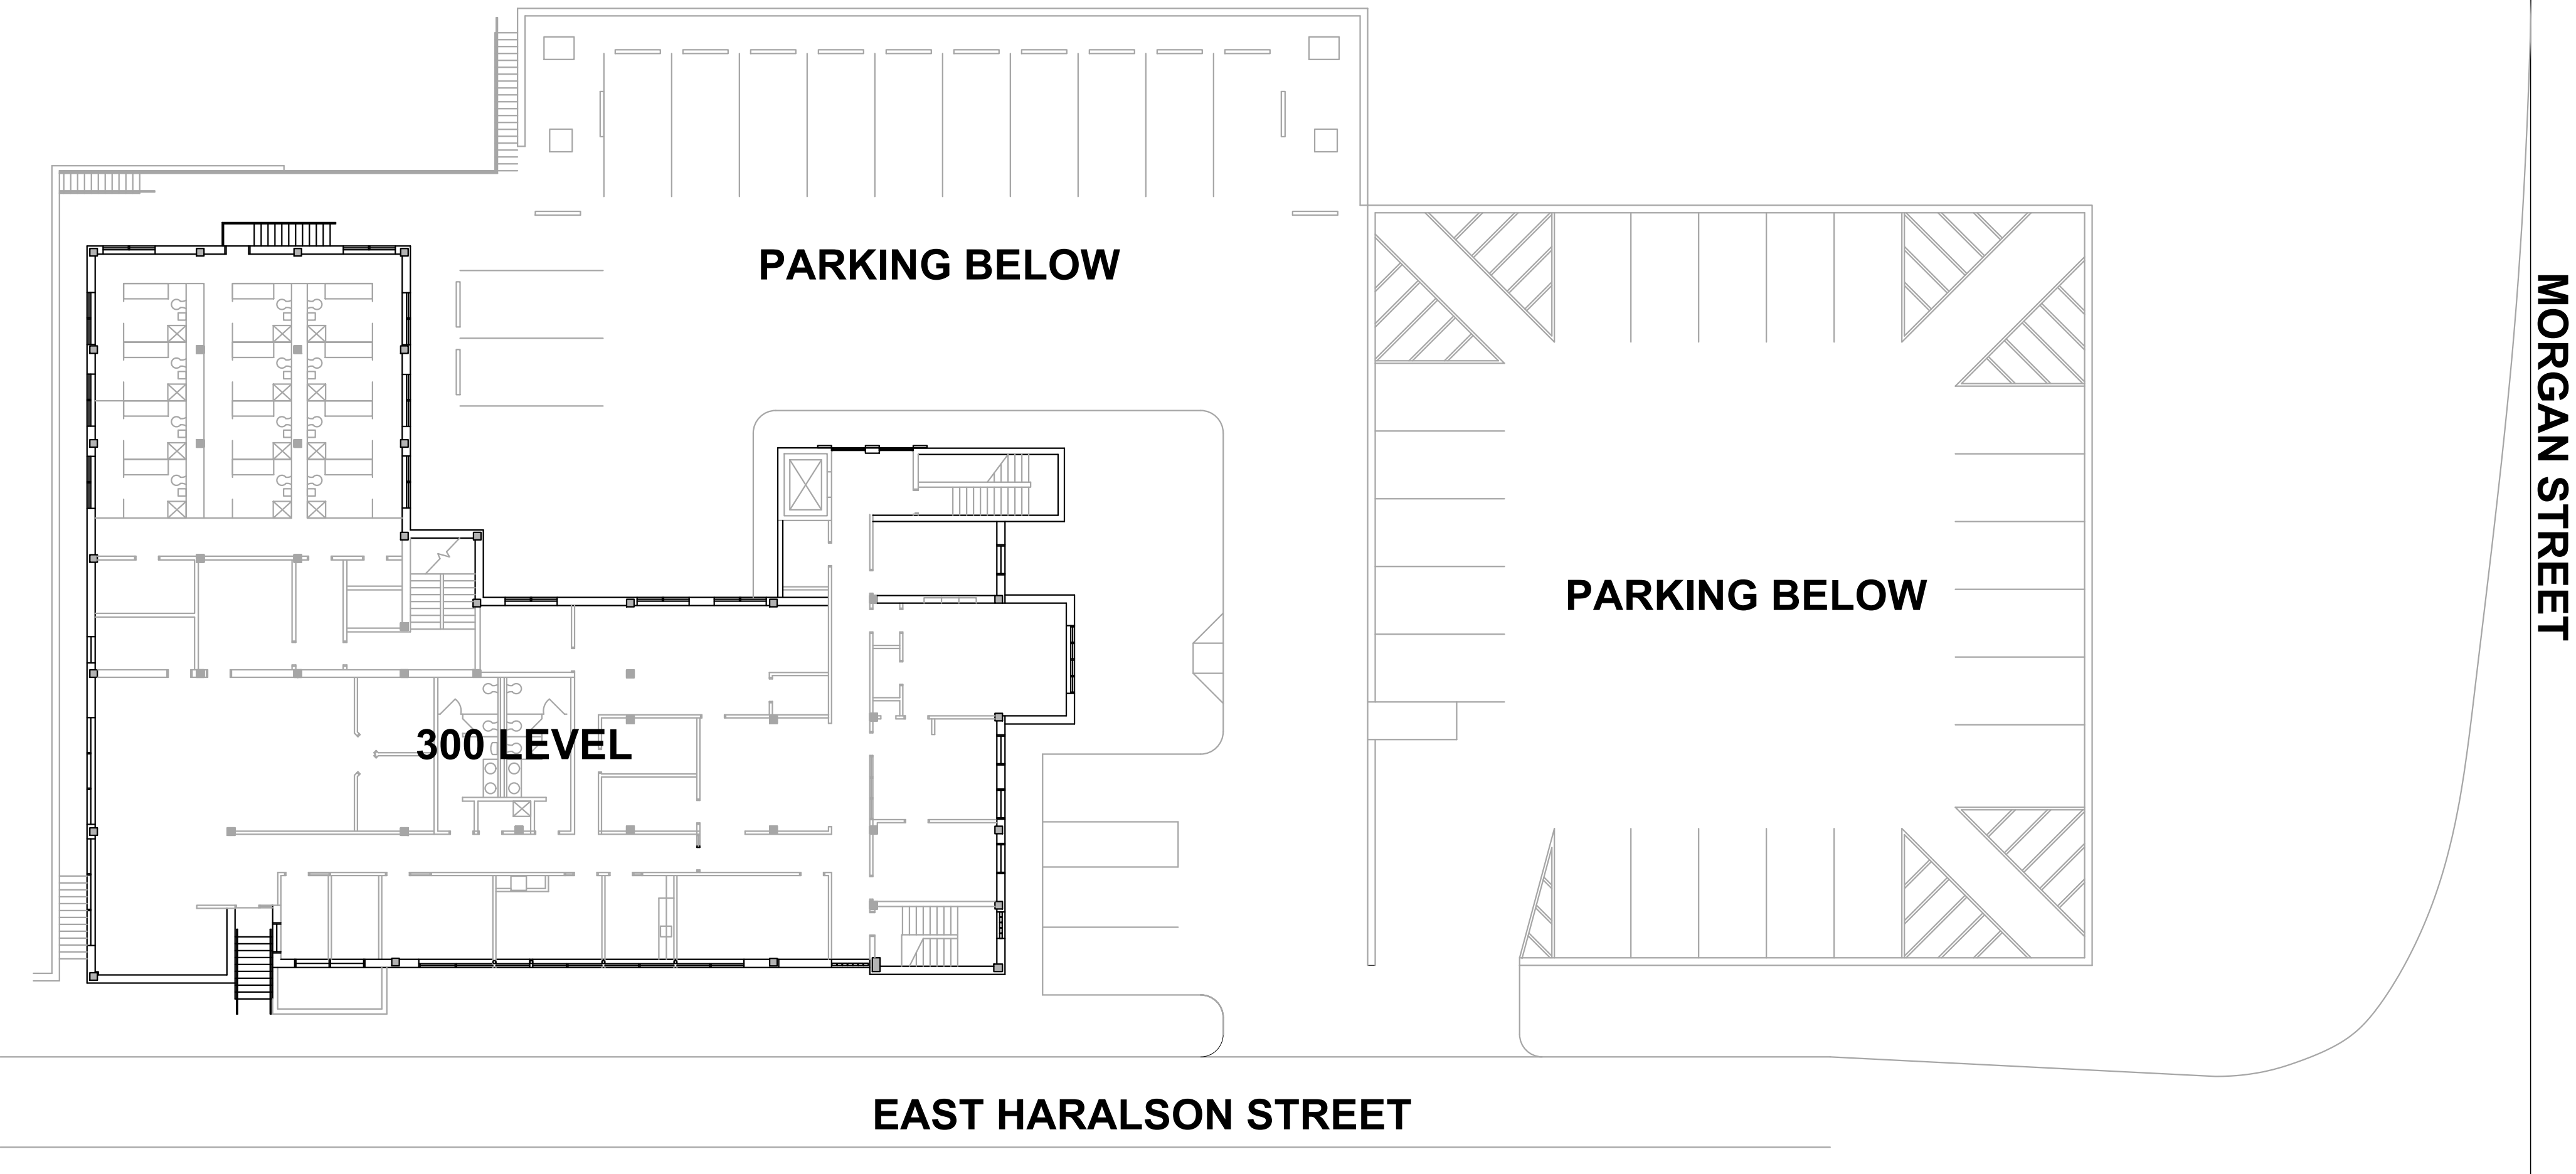 PARKING BELOW
MORGAN STREET
PARKING BELOW
300 LEVEL
EAST HARALSON STREET